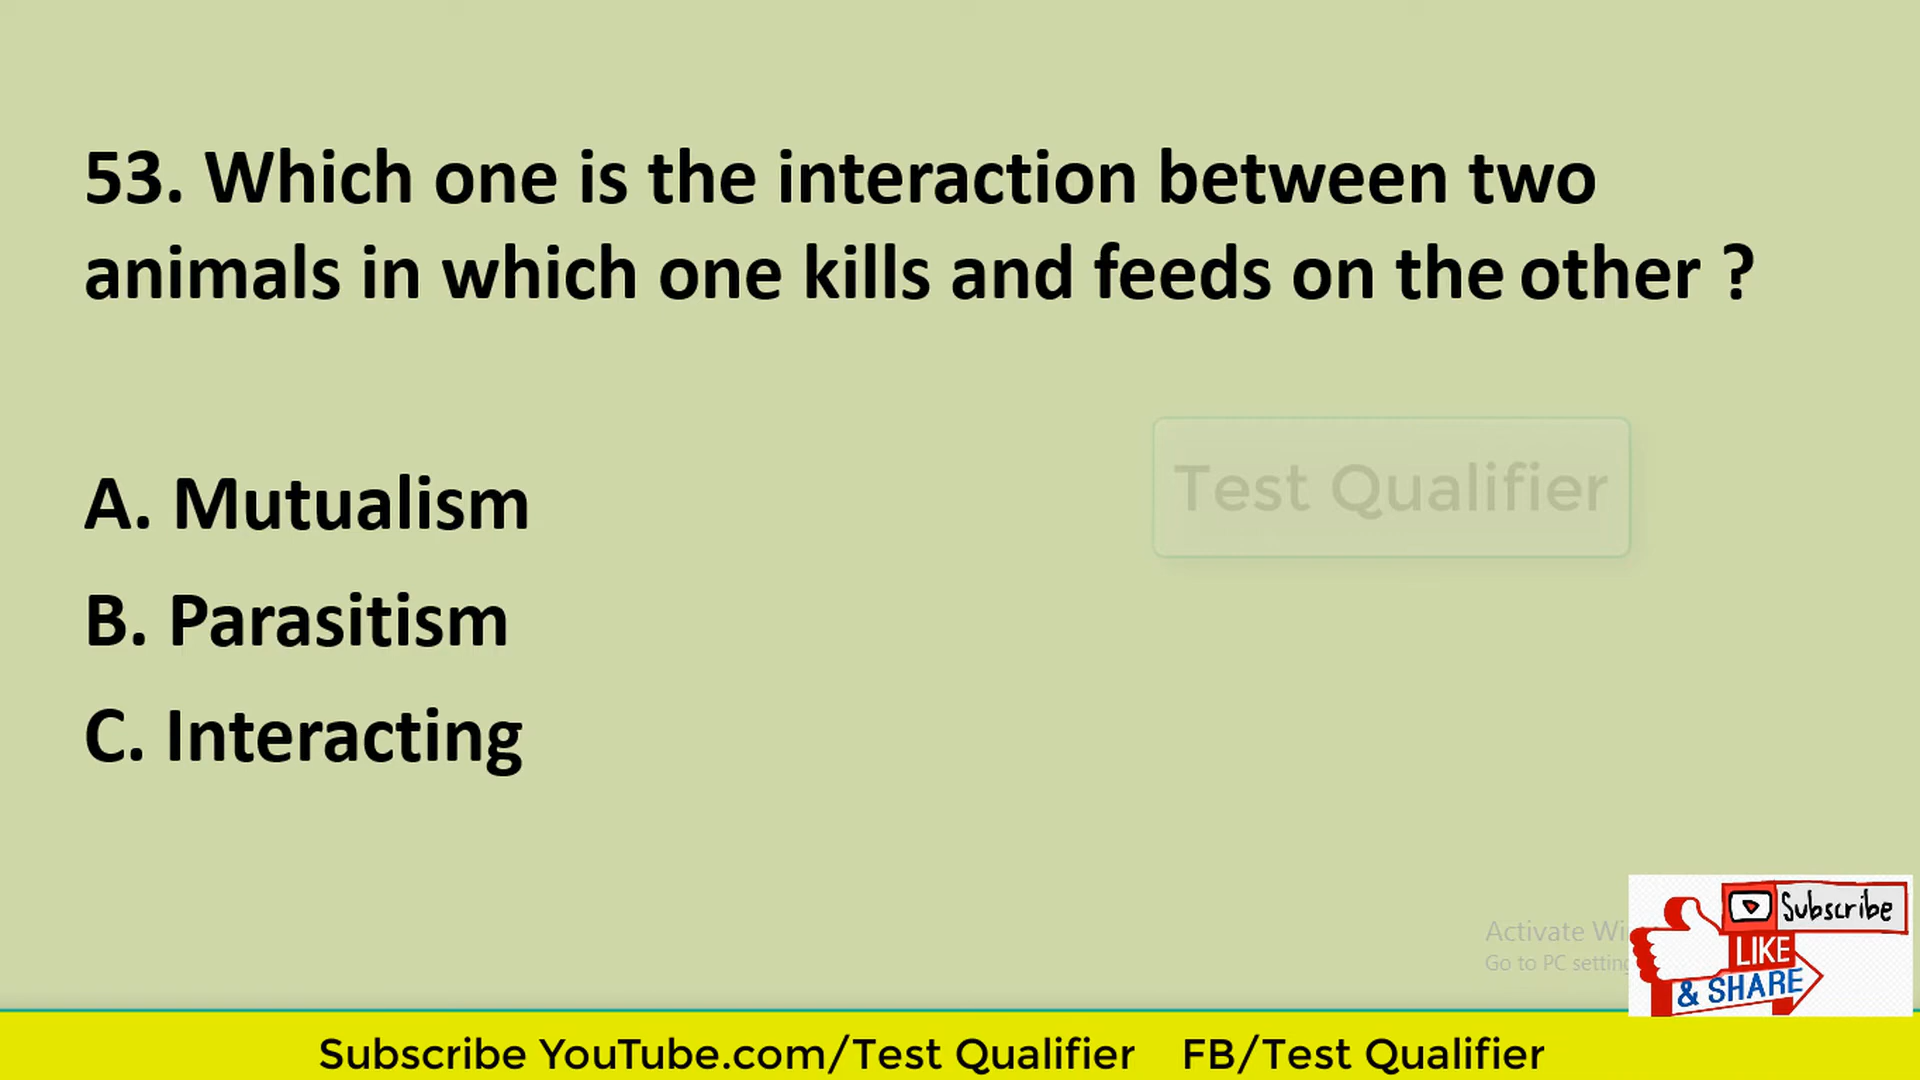 53. Which one is the interaction between two
animals in which one kills and feeds on the other ?
A. Mutualism
Test Qualifier
B. Parasitism
C. Interacting
Subscribe
Activate Wi
LIKE
Go to PC setting
& SHARE
Subscribe YouTube.com/Test Qualifier FB/Test Qualifier